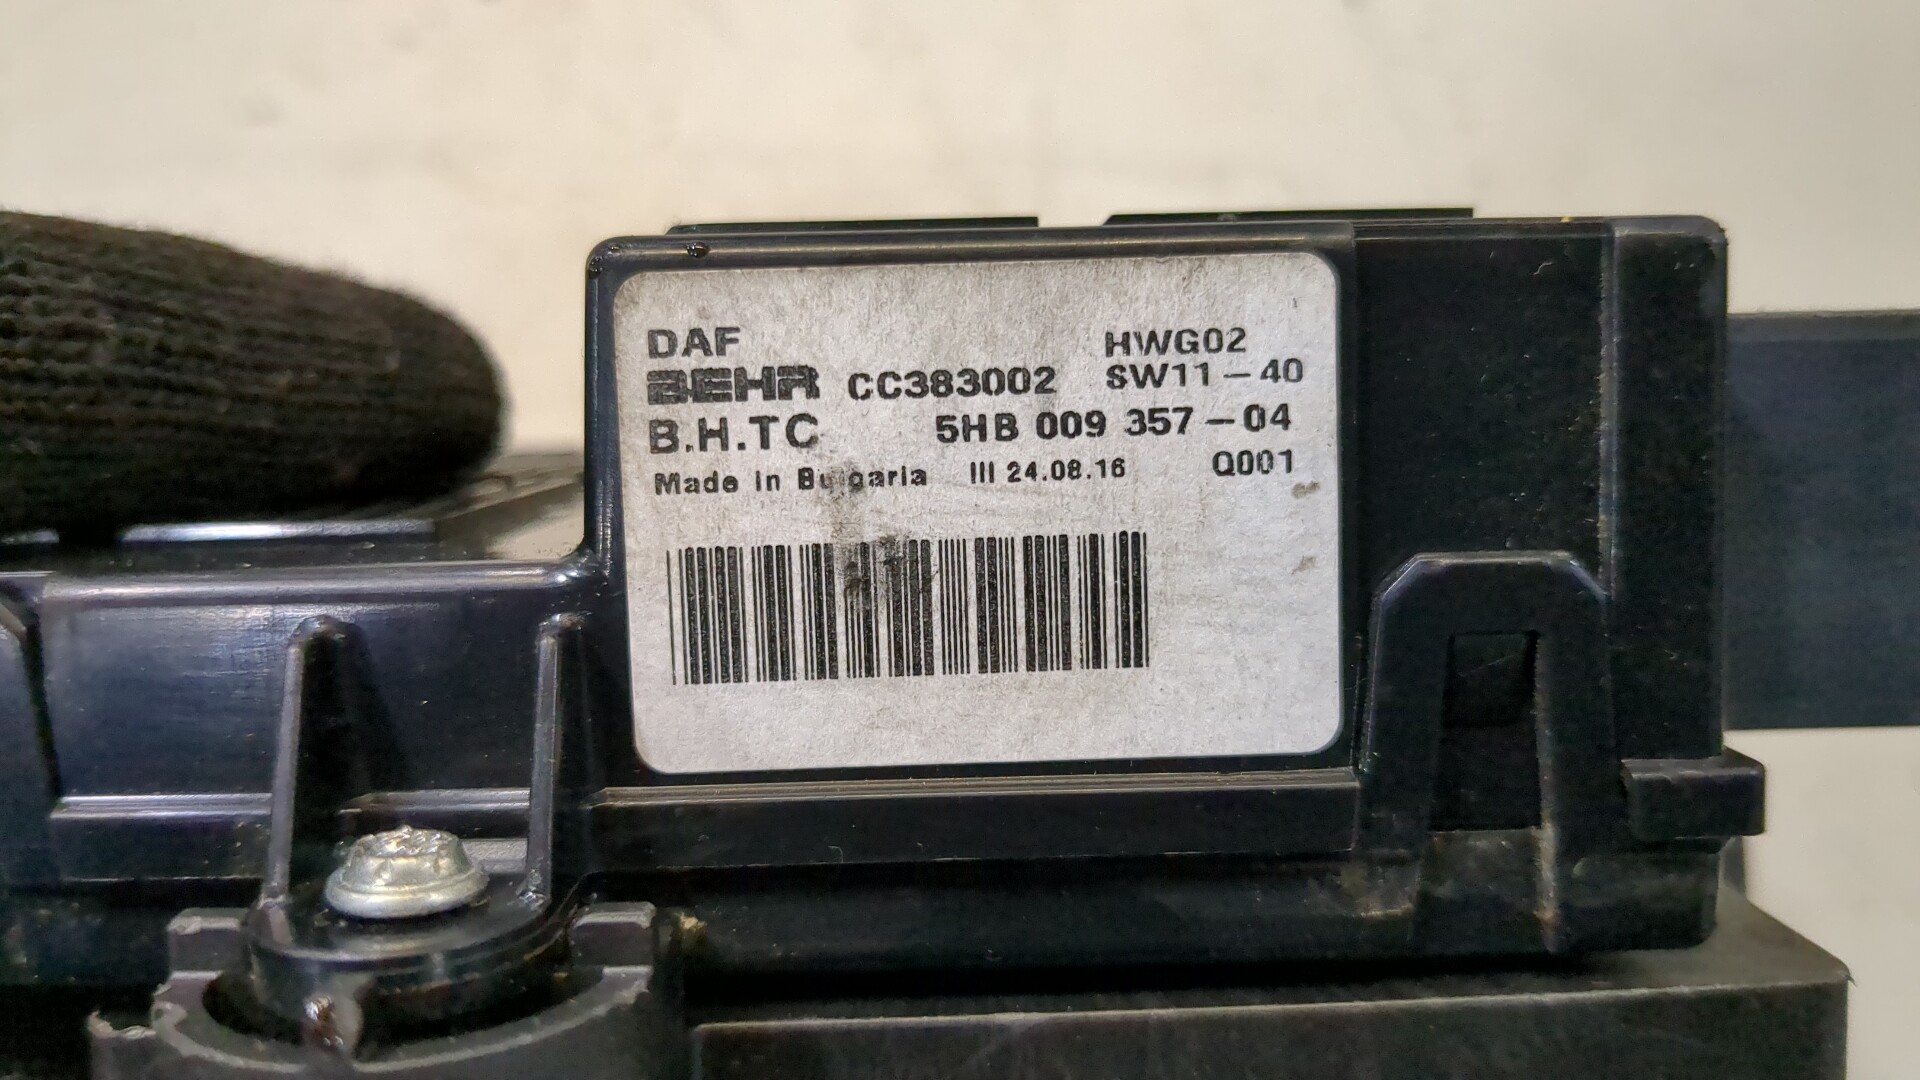 DAF HWG02
BEHR CC383002 SW11-40
B.H.TC 5HB 009 357-04
Made in Bulgaria III 24.08.16 Q001